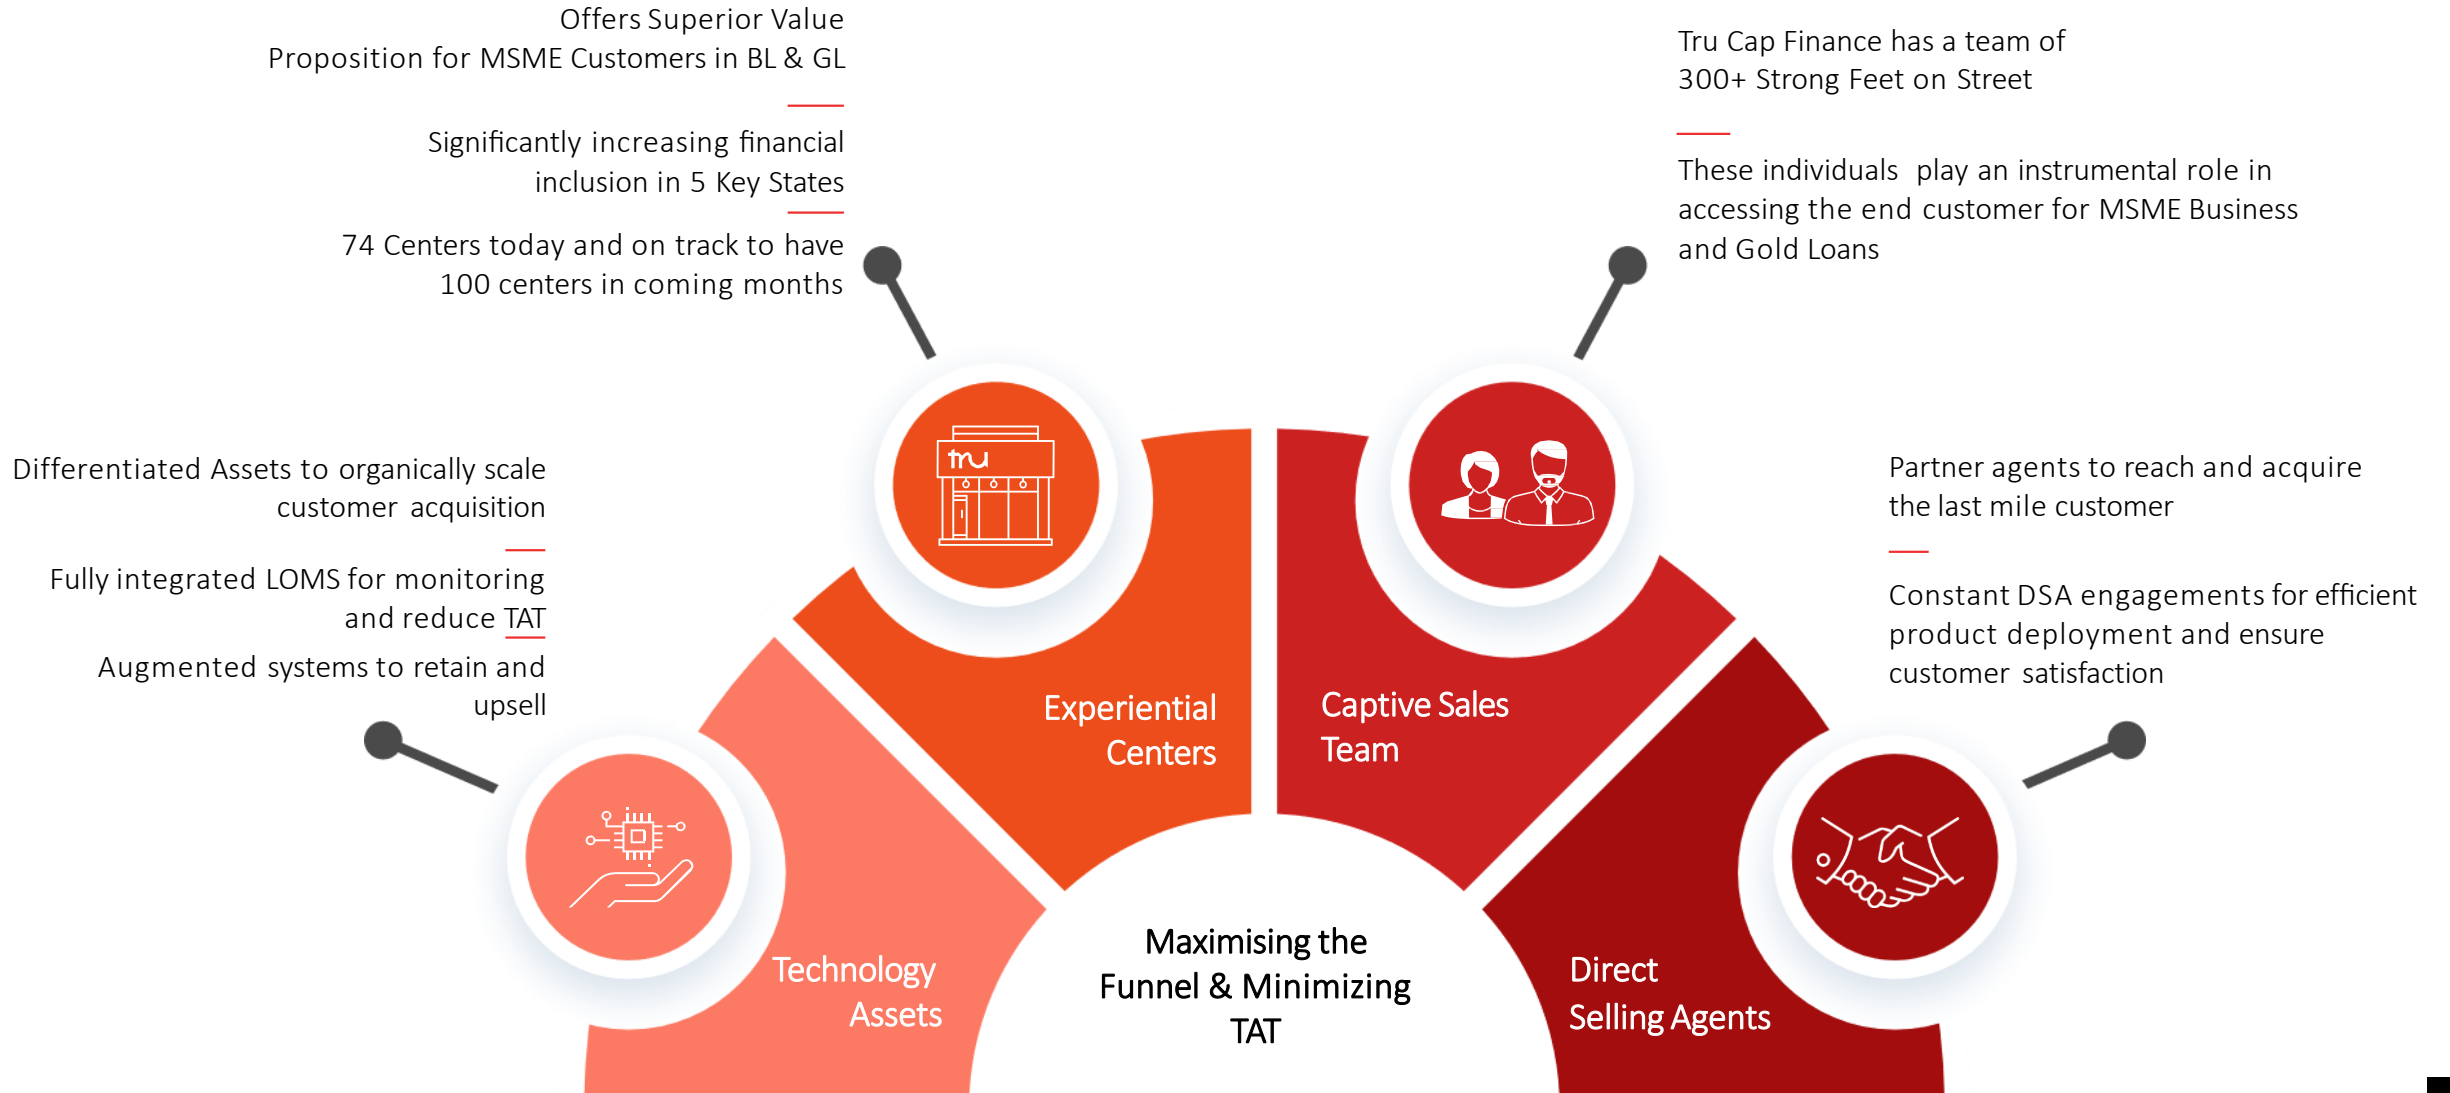 Offers Superior Value
Proposition for MSME Customers in BL & GL
Significantly increasing financial
inclusion in 5 Key States
74 Centers today and on track to have
100 centers in coming months
Tru Cap Finance has a team of
300+ Strong Feet on Street
These individuals play an instrumental role in
accessing the end customer for MSME Business
and Gold Loans
Differentiated Assets to organically scale
customer acquisition
Fully integrated LOMS for monitoring
and reduce TAT
Augmented systems to retain and
upsell
Partner agents to reach and acquire
the last mile customer
Constant DSA engagements for efficient
product deployment and ensure
customer satisfaction
tru
Experiential
Centers
Captive Sales
Team
Technology
Assets
Maximising the
Funnel & Minimizing
TAT
Direct
Selling Agents